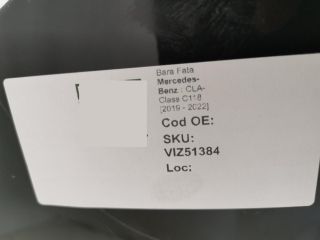 Bara Fata
Mercedes-
Benz : CLA-
Class C118
[2019 - 2022]
Cod OE:
SKU:
VIZ51384
Loc: